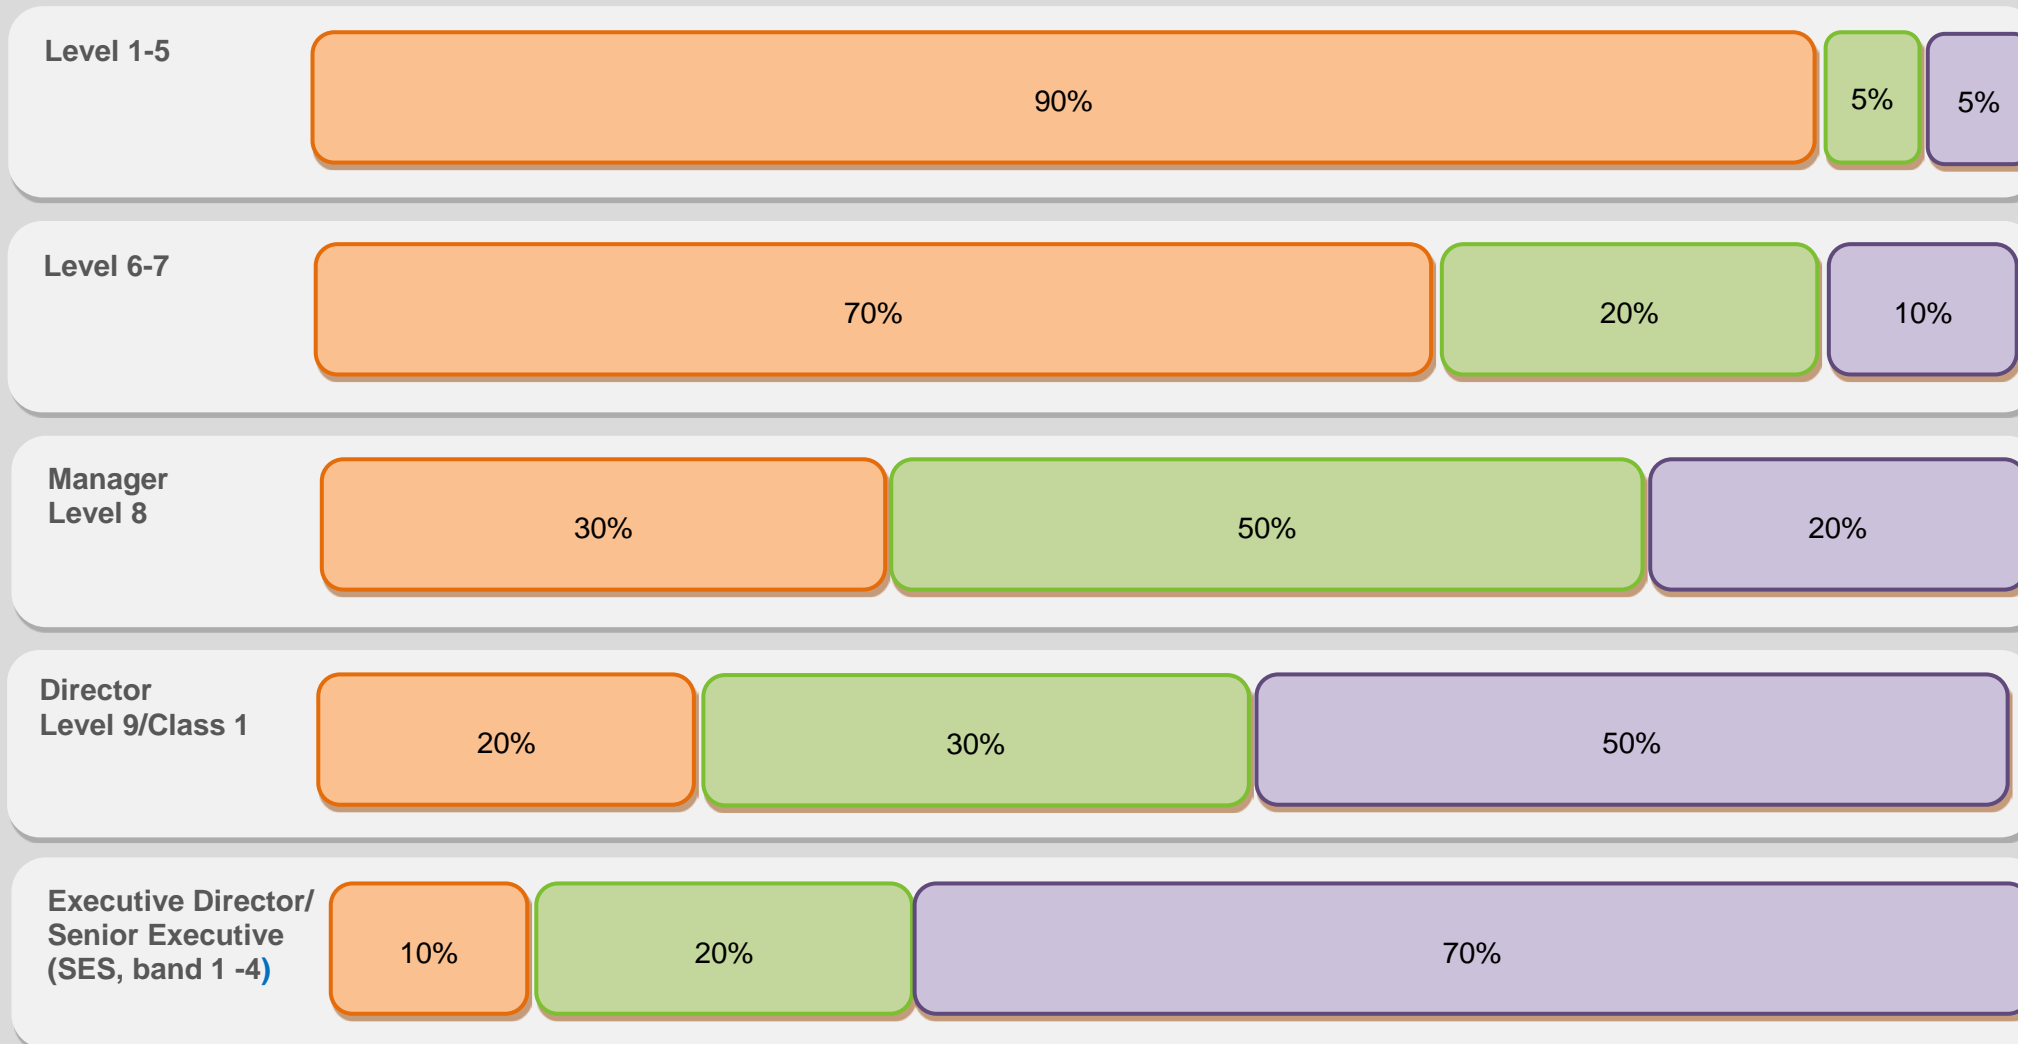 Level 1-5
90%
5%
5%
Level 6-7
70%
20%
10%
Manager
Level 8
30%
50%
20%
Director
Level 9/Class 1
20%
30%
50%
Executive Director/
Senior Executive
(SES, band 1 -4)
10%
20%
70%